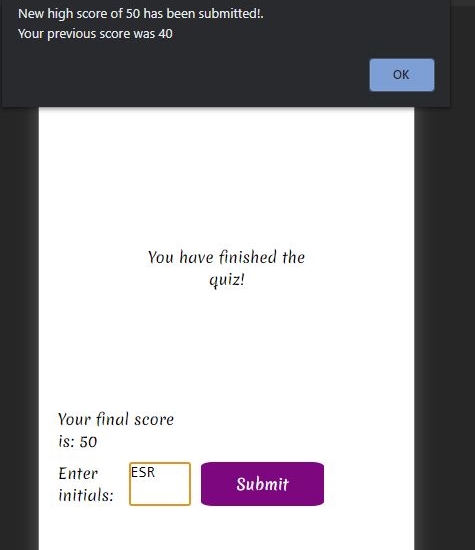 New high score of 50 has been submitted!.
Your previous score was 40
OK
You have finished the
quiz!
Your final score
is: 50
Enter
initials:
ESR
Submit